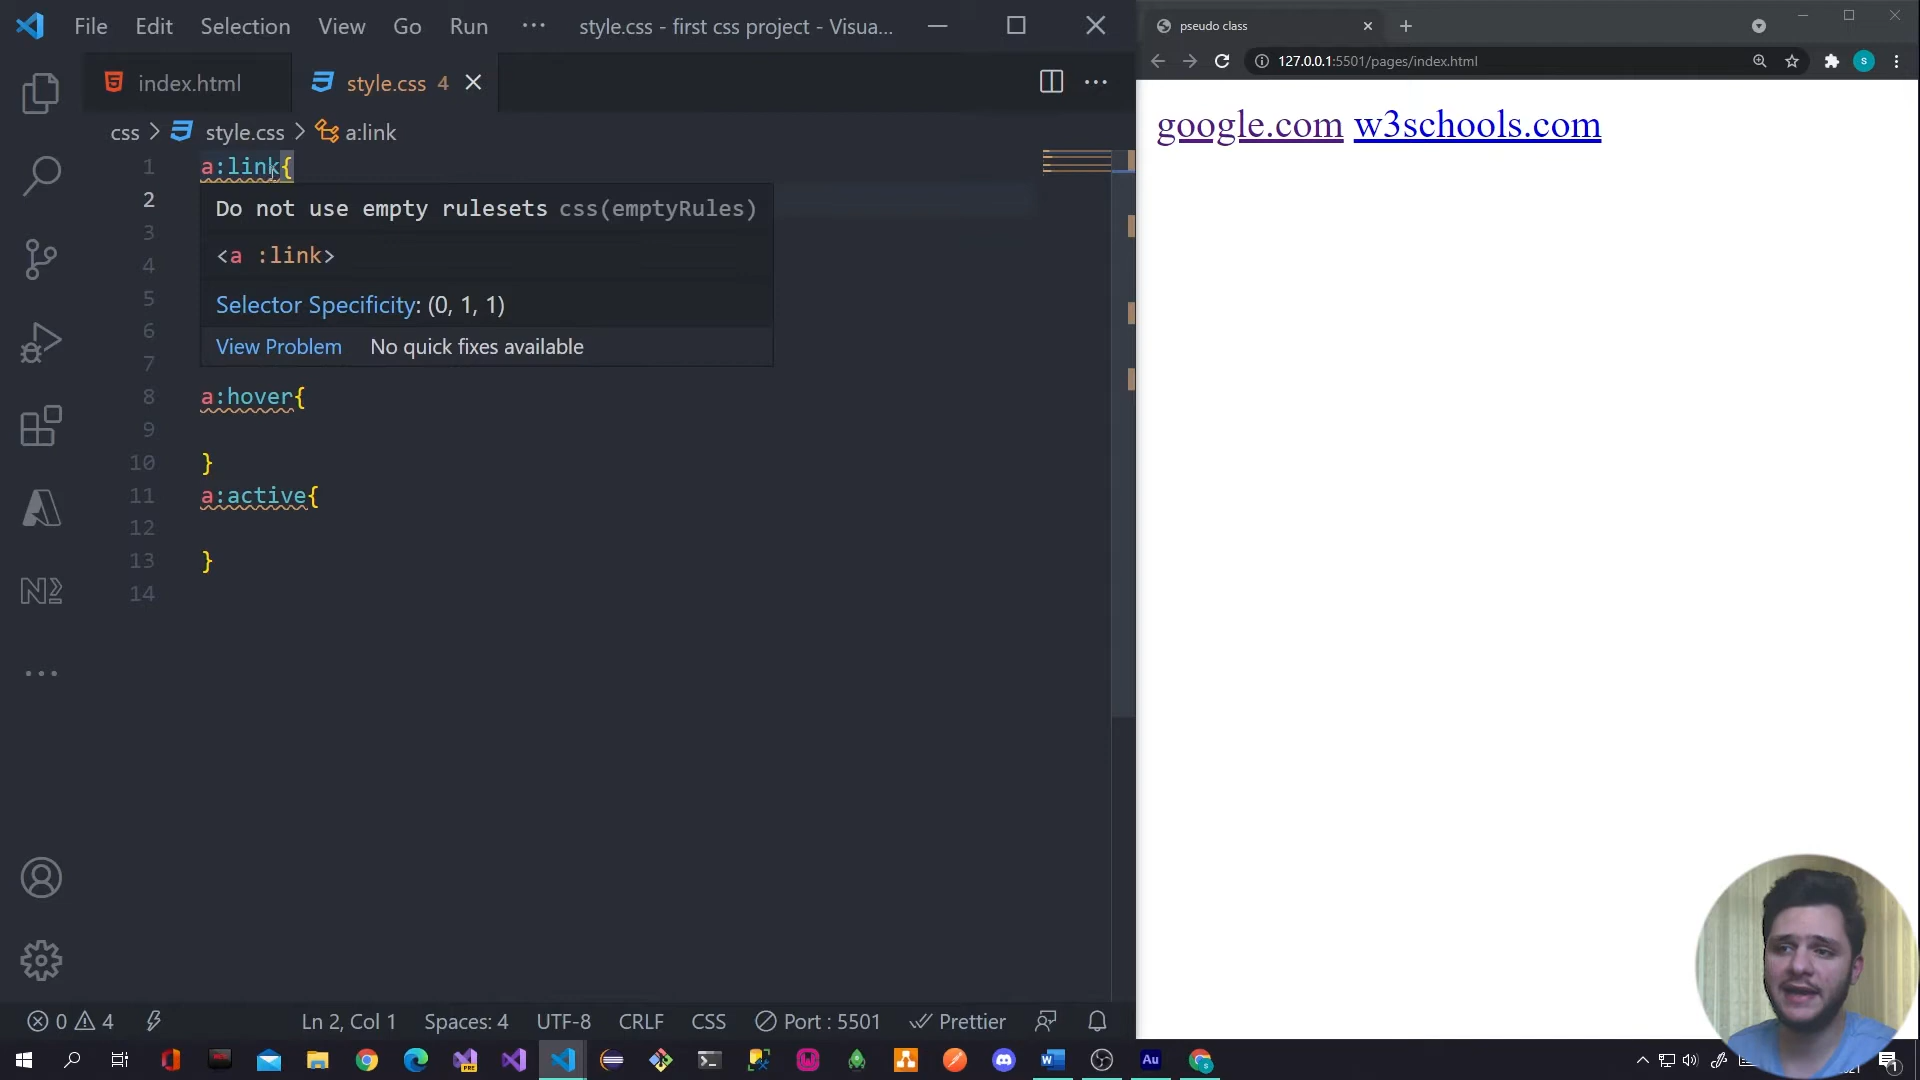 File Edit Selection View Go Run ··· style.css - first css project - Visua...
index.html style.css 4
css > style.css > a:link
1 a:link{
2
Do not use empty rulesets css(emptyRules)
3
<a :link>
4
5 Selector Specificity: (0, 1, 1)
6
View Problem No quick fixes available
7
8 a:hover{
9
10 }
11 a:active{
12
13 }
14
0 4 Ln 2, Col 1 Spaces: 4 UTF-8 CRLF CSS Port : 5501 Prettier
pseudo class
127.0.0.1:5501/pages/index.html
s
google.com w3schools.com
PRE
W
Au
1